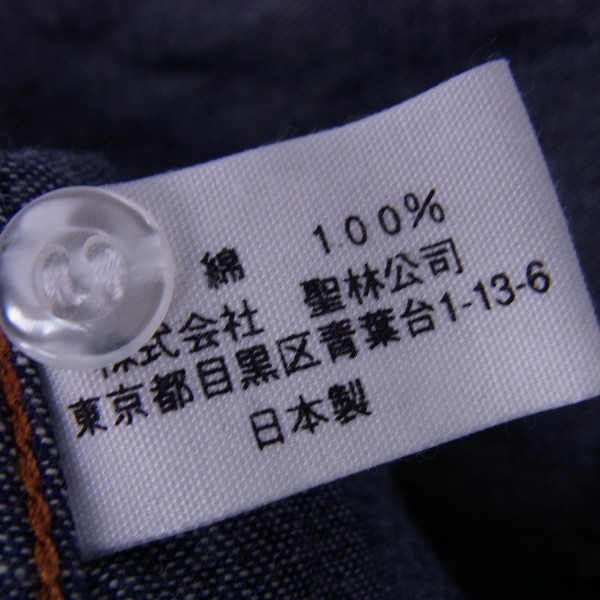 綿 100%
株式会社 聖林公司
東京都目黒区青葉台1-13-6
日本製